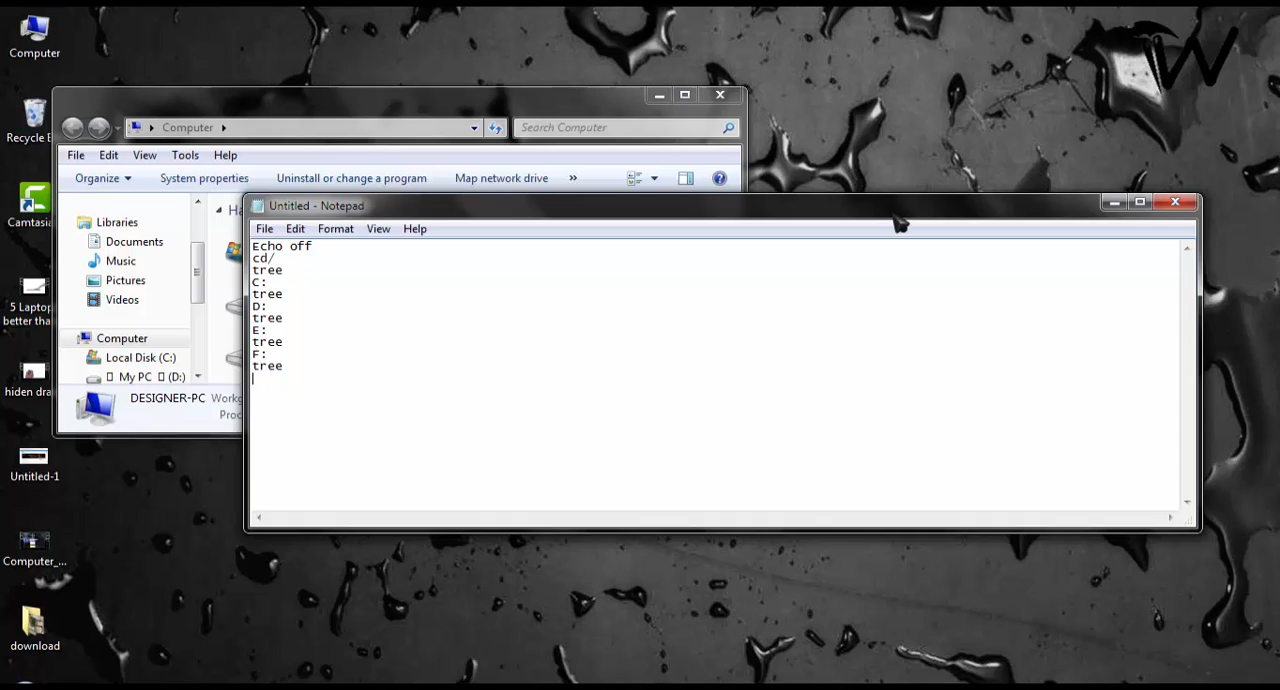 Computer
Recycle
Camtasia
5 Laptop
better tha
hiden dra
Untitled-1
Computer_...
download
W
Computer
Search Computer
File Edit View Tools Help
Organize System properties Uninstall or change a program Map network drive »
Libraries
Documents
Music
Pictures
Videos
Computer
Local Disk (C:)
My PC (D:)
DESIGNER-PC Workg
Proc
Ha
Untitled - Notepad
File Edit Format View Help
Echo off
cd/
tree
C:
tree
D:
tree
E:
tree
F:
tree